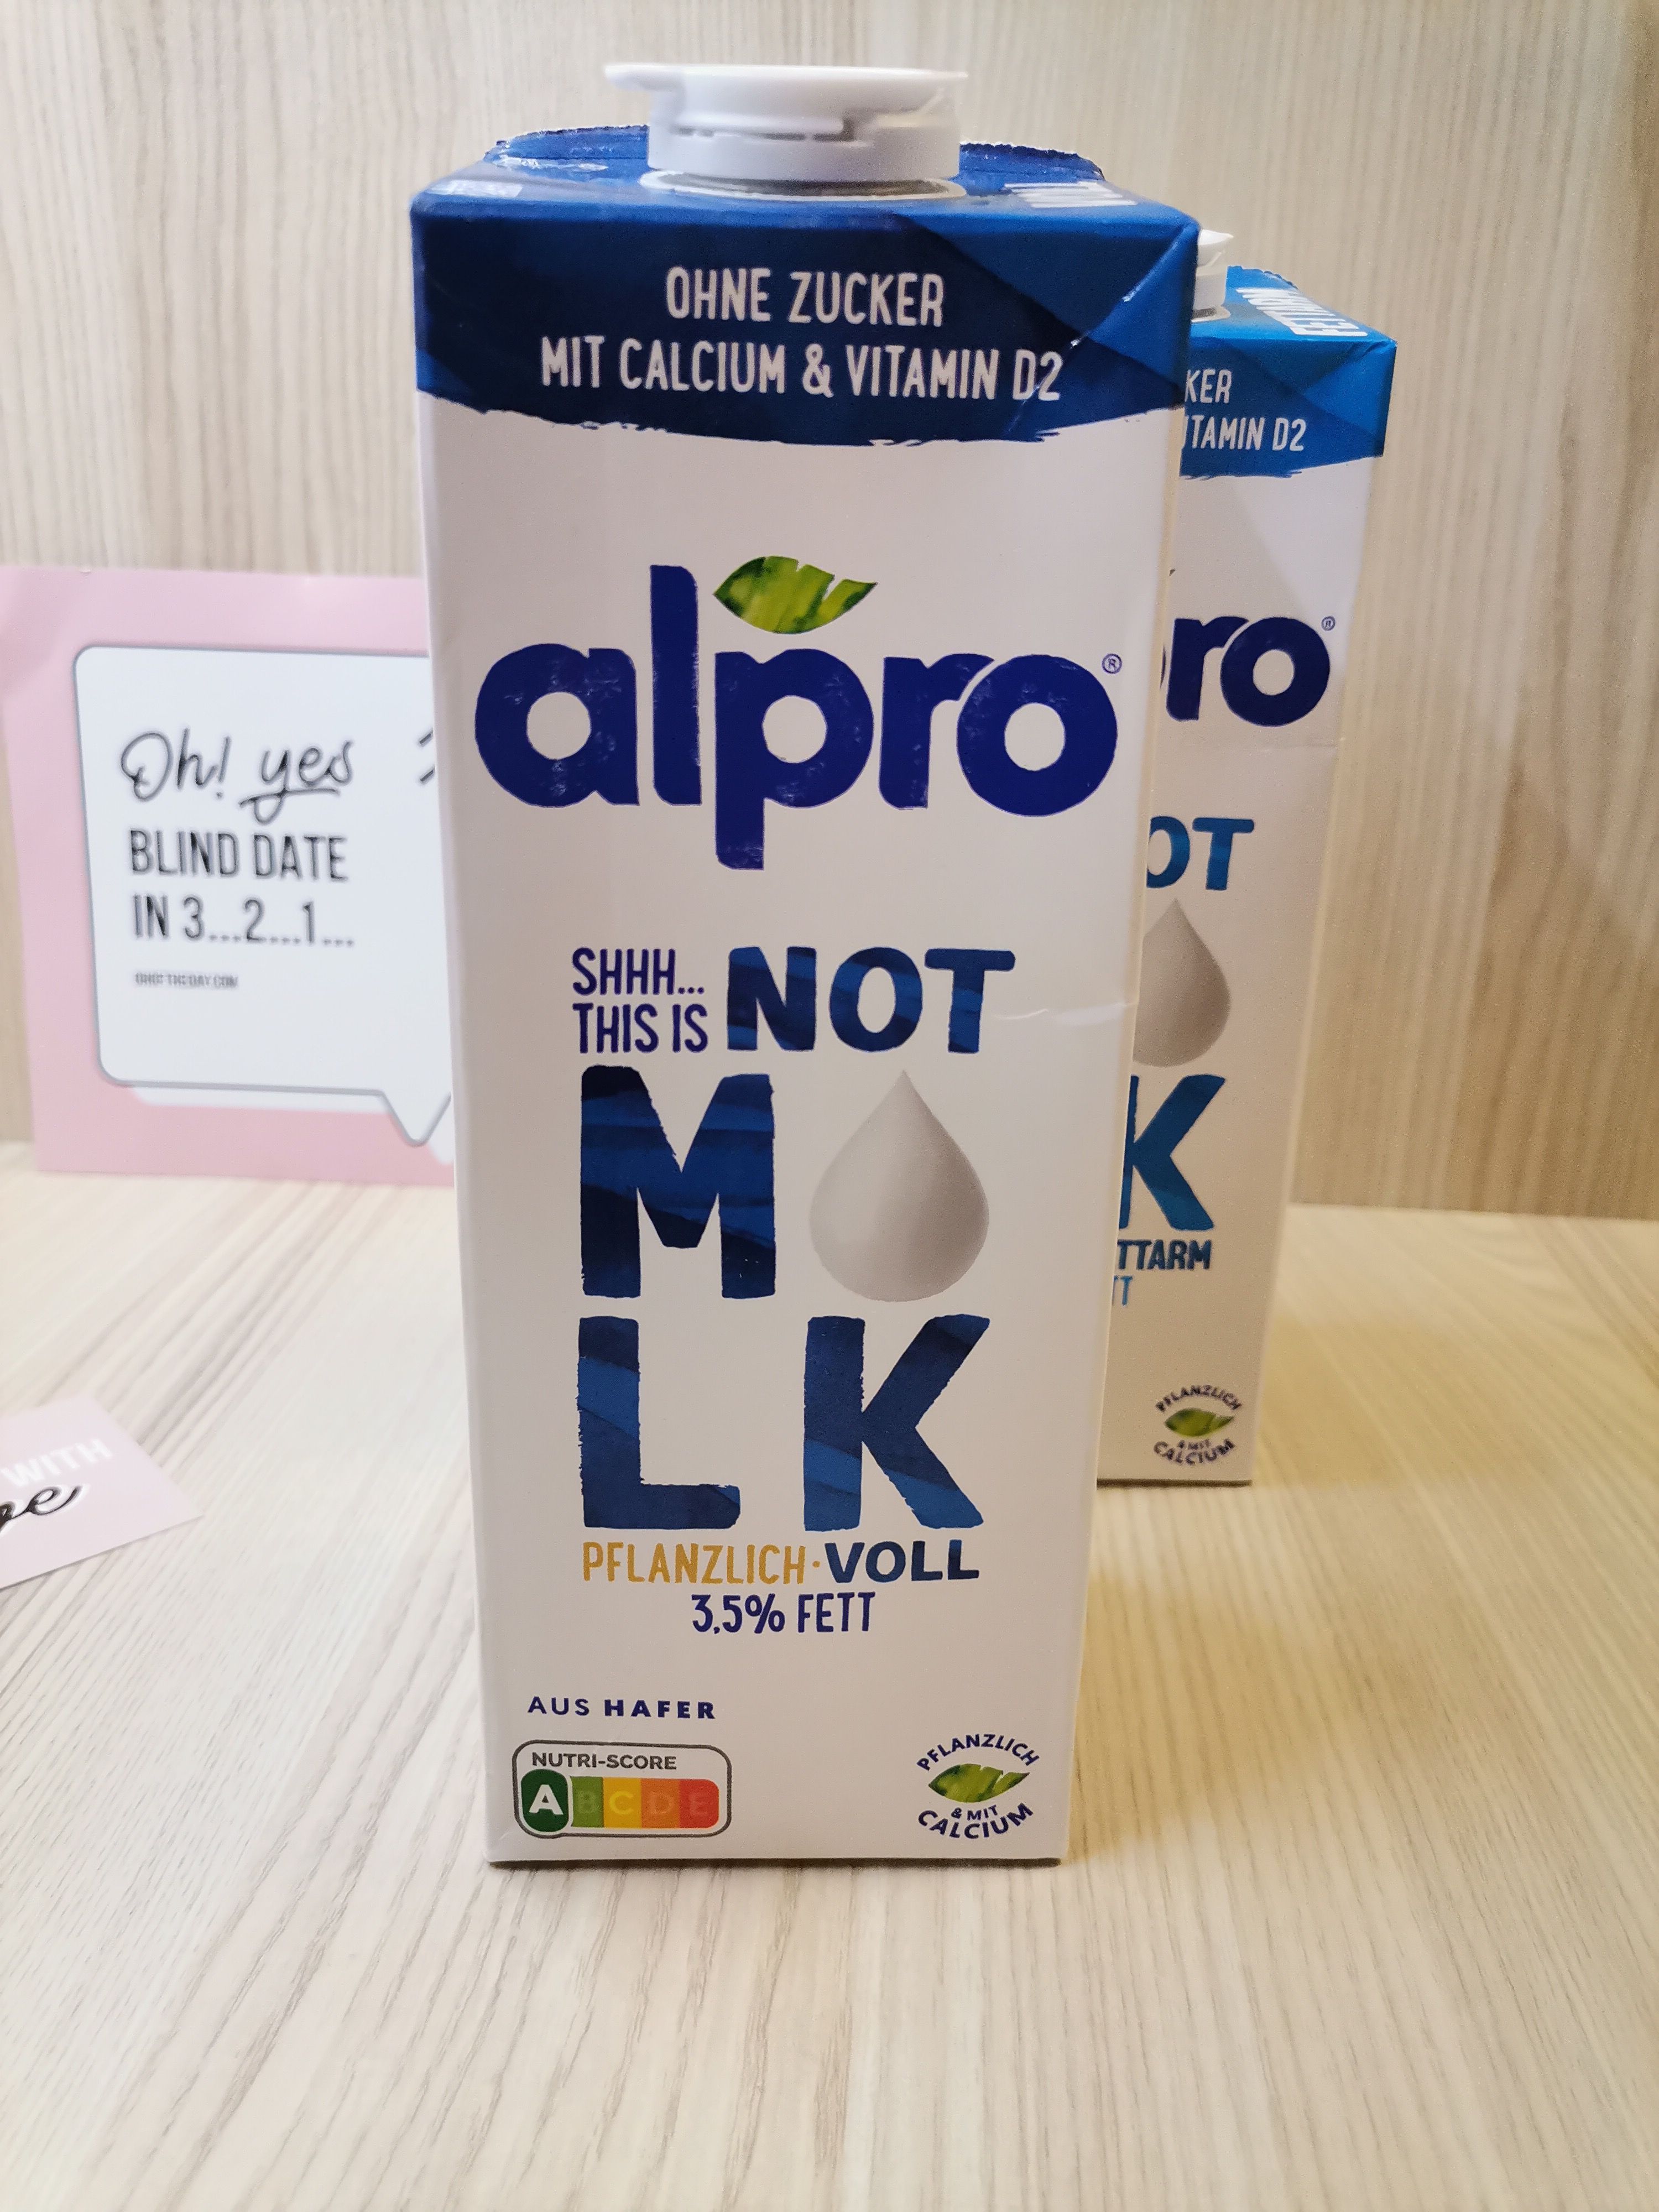 OHNE ZUCKER
MIT CALCIUM & VITAMIN D2
alpro®
SHHH...
THIS IS NOT
M
LK
PFLANZLICH·VOLL
3,5% FETT
AUS HAFER
NUTRI-SCORE
A B C D E
PFLANZLICH
& MIT
CALCIUM
KER
ITAMIN D2
ro®
OT
K
TTARM
TT
PFLANZLICH
& MIT
CALCIUM
Oh! yes
BLIND DATE
IN 3...2...1...
WITH